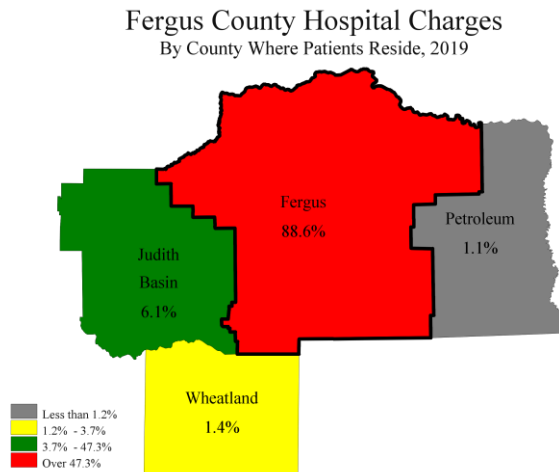 Fergus County Hospital Charges
By County Where Patients Reside, 2019
Fergus
88.6%
Petroleum
1.1%
Judith
Basin
6.1%
Wheatland
1.4%
Less than 1.2%
1.2% - 3.7%
3.7% - 47.3%
Over 47.3%